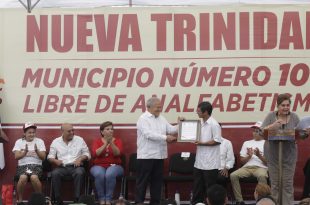 NUEVA TRINIDAD
MUNICIPIO NÚMERO 10
LIBRE DE ANALFABETISM